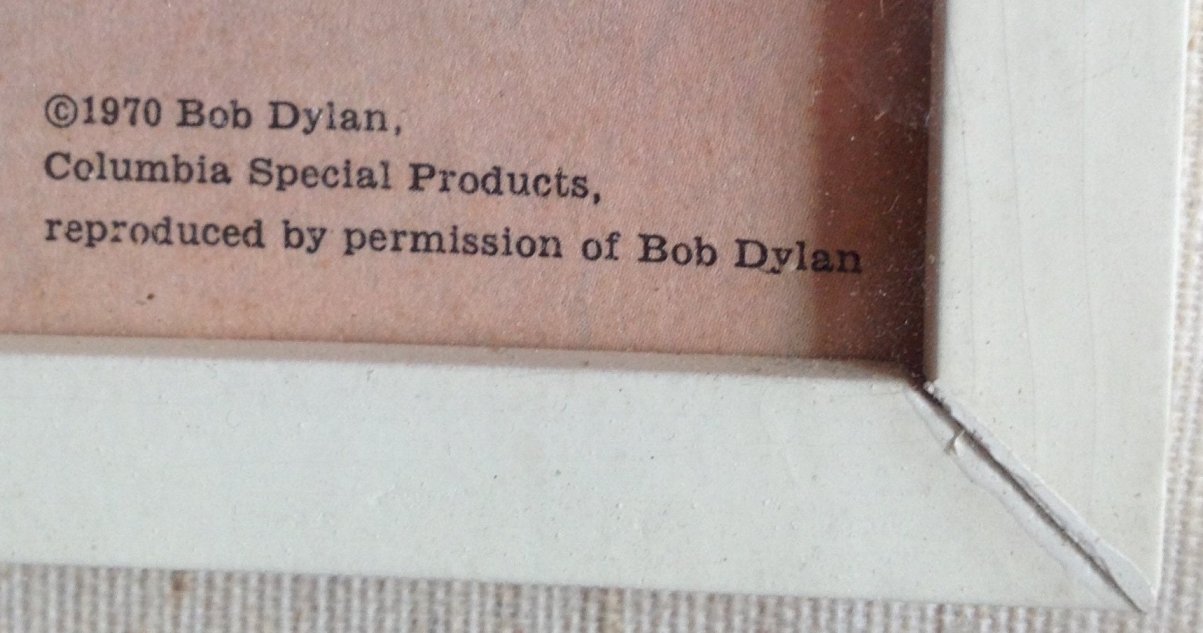 ©1970 Bob Dylan,
Columbia Special Products,
reproduced by permission of Bob Dylan